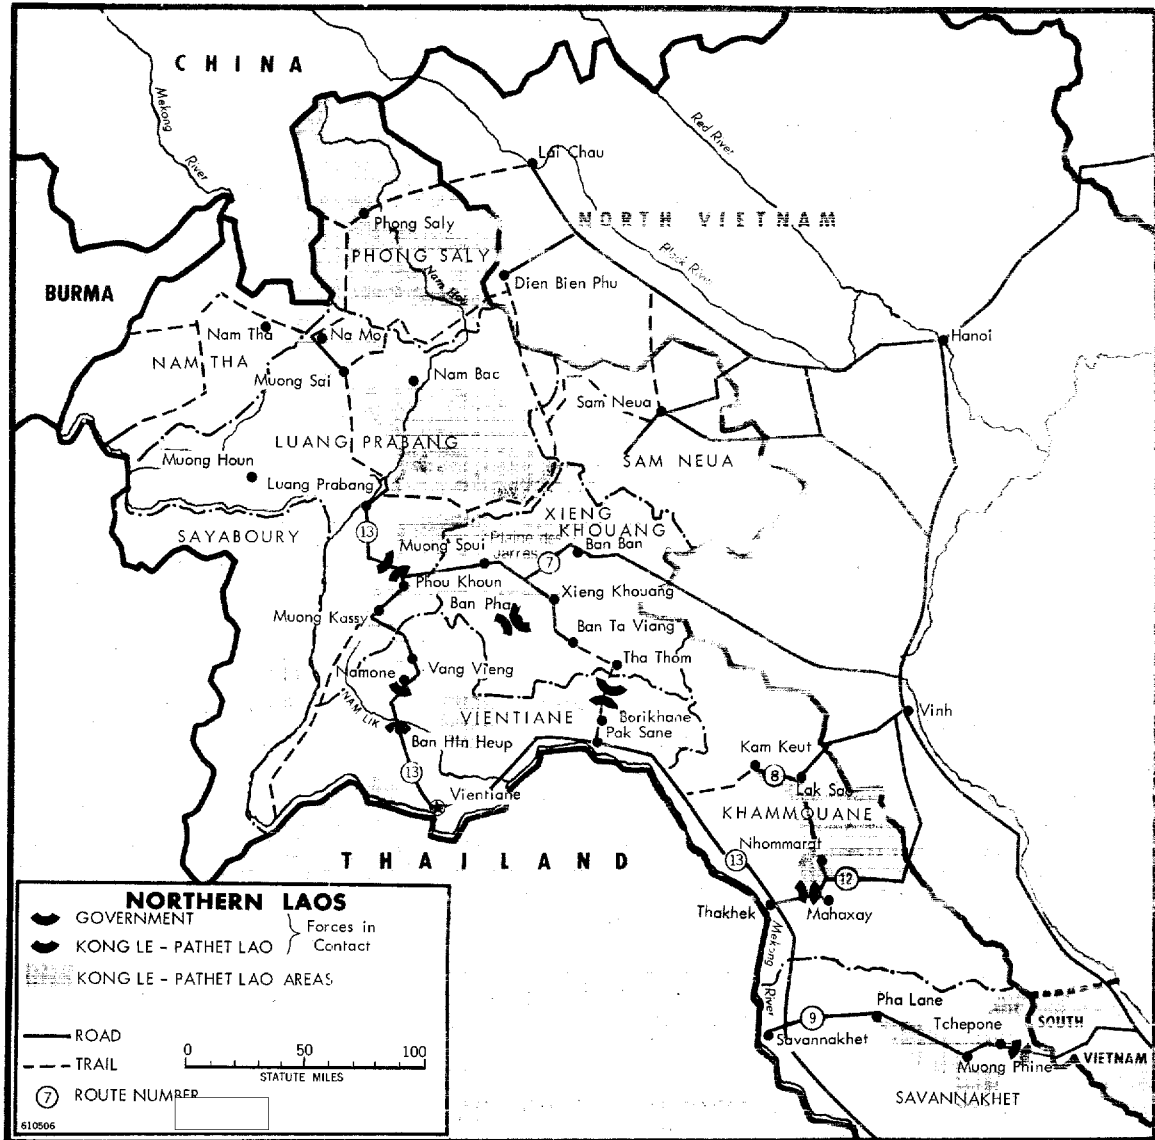 CHINA
Mekong
River
Red River
Lai Chau
NORTH VIETNAM
Phong Saly
PHONG SALY
Black River
BURMA
Dien Bien Phu
Nam Tha
Na Mo
Hanoi
NAM THA
Muong Sai
Nam Bac
Sam Neua
LUANG PRABANG
SAM NEUA
Muong Houn
Luang Prabang
SAYABOURY
XIENG
KHOUANG
13
Muong Soui
Plaine des
Jarres
7
Ban Ban
Phou Khoun
Xieng Khouang
Ban Pha
Muong Kassy
Ban Ta Viang
Tha Thom
Namone
Vang Vieng
NAM LIK
VIENTIANE
Borikhane
Vinh
Pak Sane
Ban Hin Heup
Kam Keut
13
8
Lak Sao
Vientiane
KHAMMOUANE
Nhommarat
THAILAND
13
12
Thakhek
Mahaxay
Mekong
River
Pha Lane
9
Tchepone
SOUTH
VIETNAM
Savannakhet
Muong Phine
SAVANNAKHET
NORTHERN LAOS
GOVERNMENT
KONG LE – PATHET LAO
Forces in
Contact
KONG LE – PATHET LAO AREAS
ROAD
TRAIL
0 50 100
STATUTE MILES
7 ROUTE NUMBER
610506